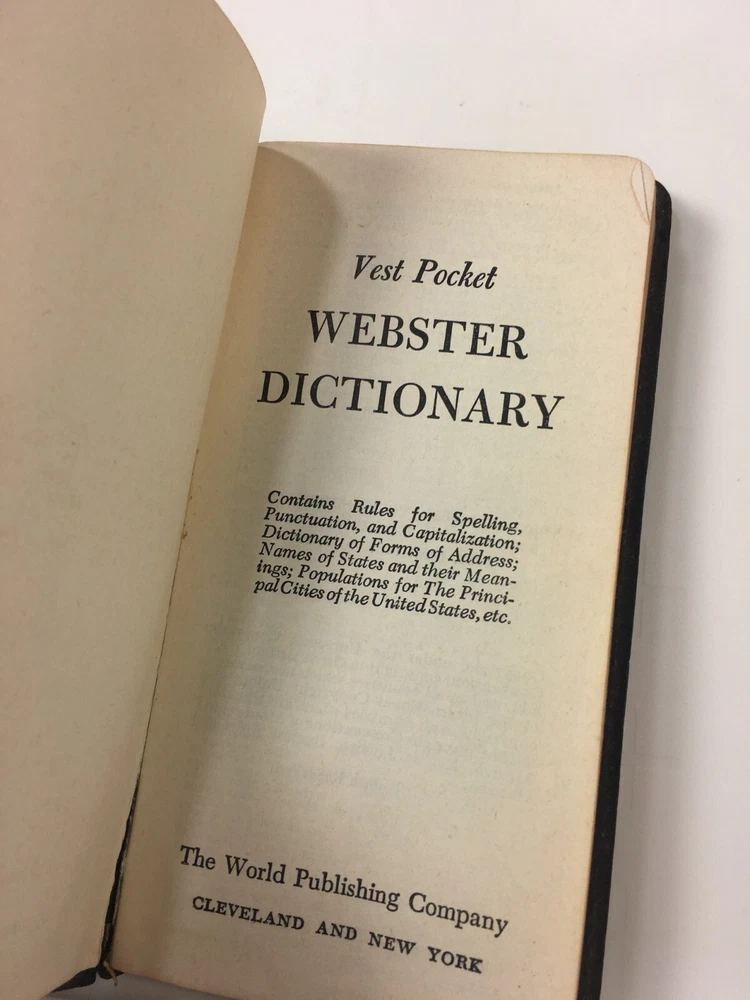 Vest Pocket
WEBSTER
DICTIONARY
Contains Rules for Spelling,
Punctuation, and Capitalization;
Dictionary of Forms of Address;
Names of States and their Mean-
ings; Populations for The Princi-
pal Cities of the United States, etc.
The World Publishing Company
CLEVELAND AND NEW YORK